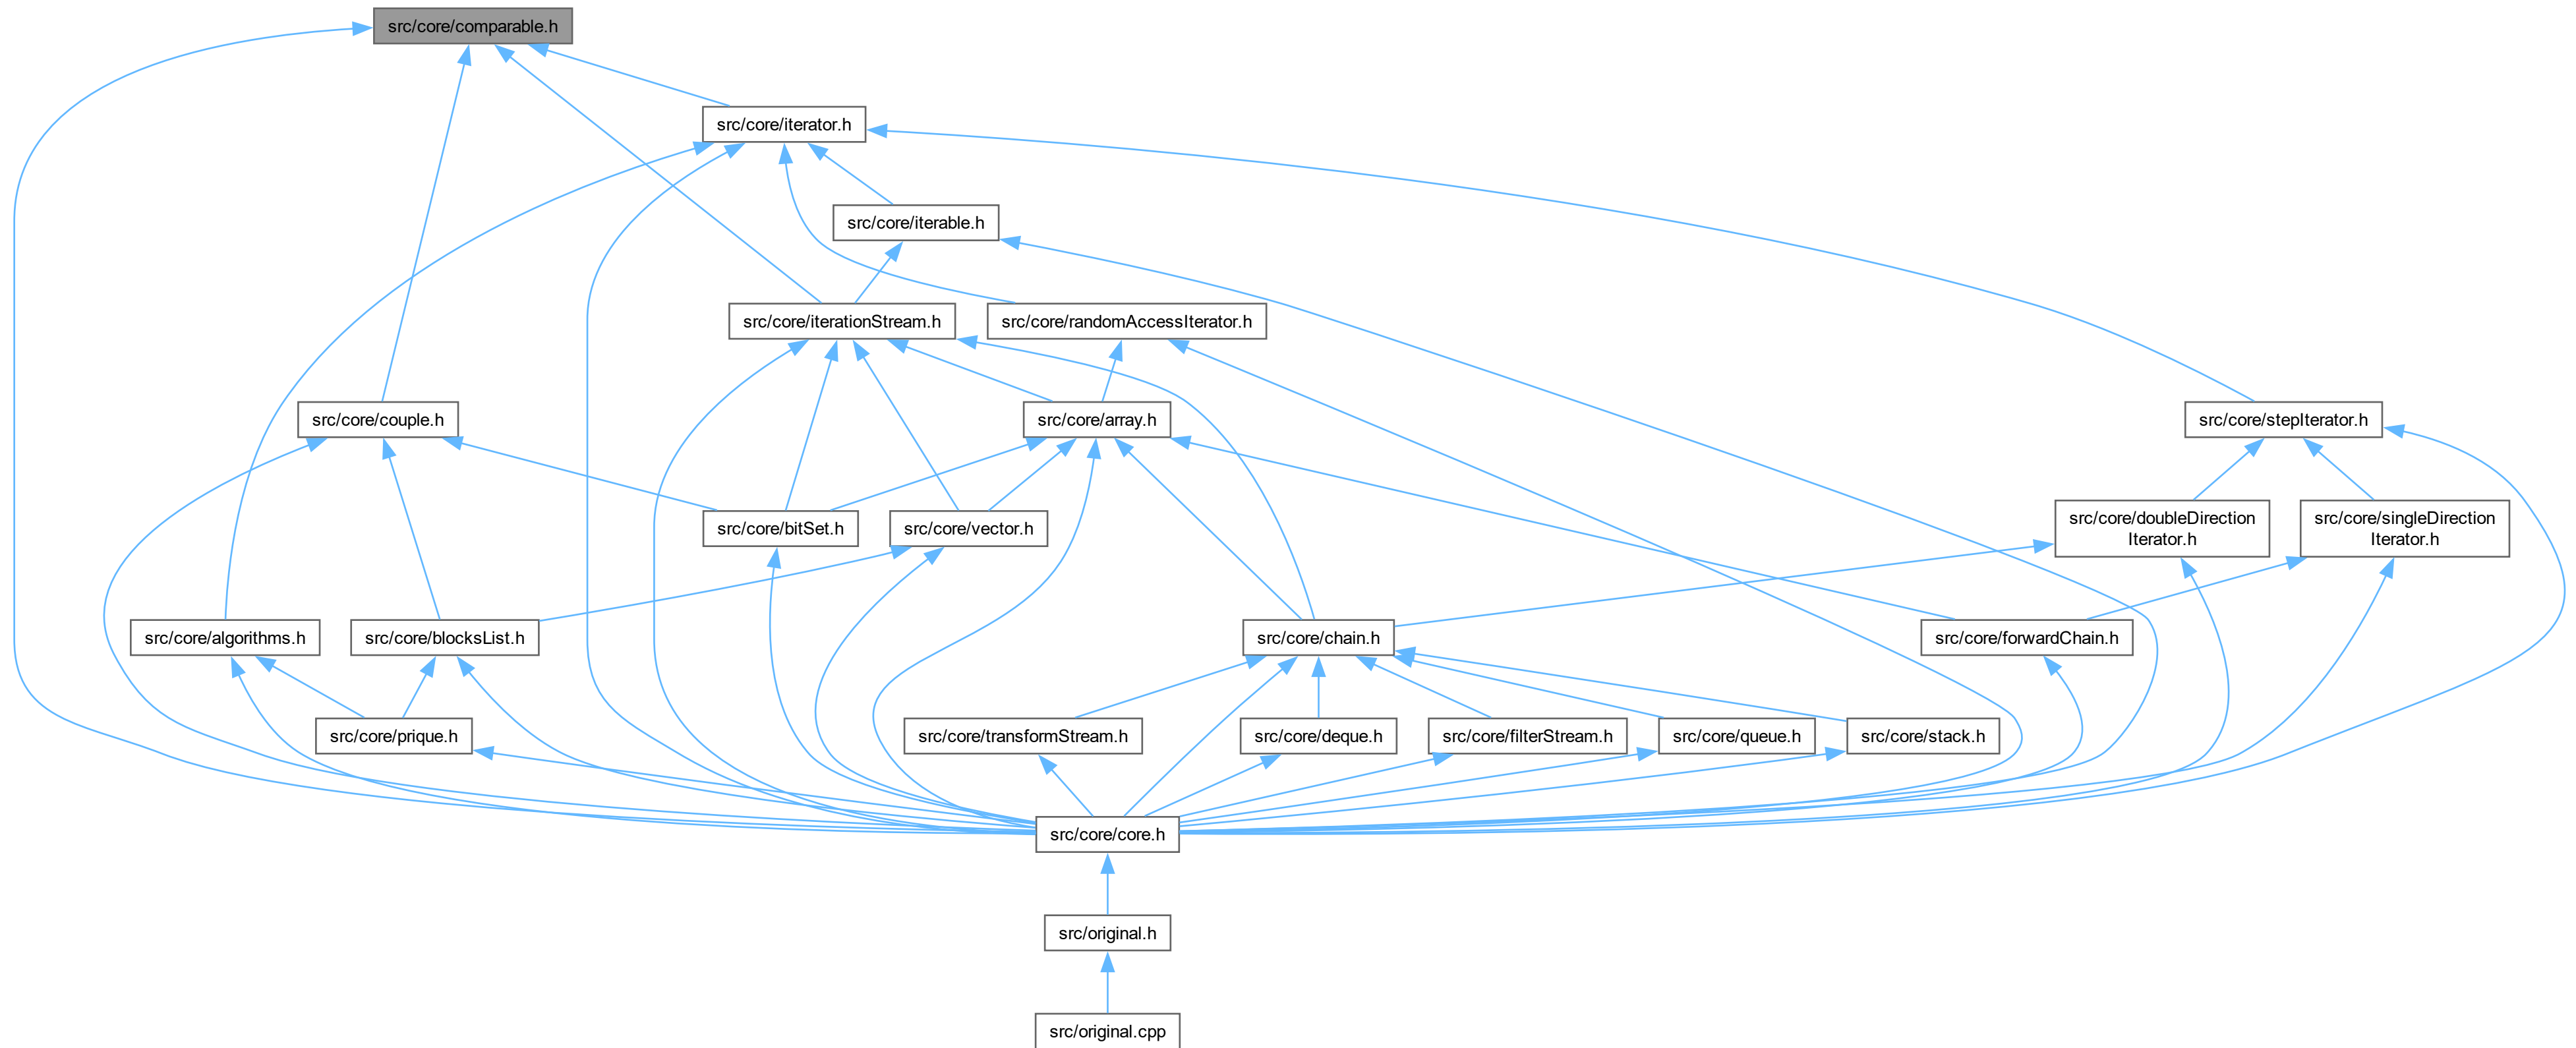 src/core/comparable.h
src/core/iterator.h
src/core/iterable.h
src/core/iterationStream.h
src/core/randomAccessIterator.h
src/core/couple.h
src/core/array.h
src/core/stepIterator.h
src/core/bitSet.h
src/core/vector.h
src/core/doubleDirection
Iterator.h
src/core/singleDirection
Iterator.h
src/core/algorithms.h
src/core/blocksList.h
src/core/chain.h
src/core/forwardChain.h
src/core/prique.h
src/core/transformStream.h
src/core/deque.h
src/core/filterStream.h
src/core/queue.h
src/core/stack.h
src/core/core.h
src/original.h
src/original.cpp